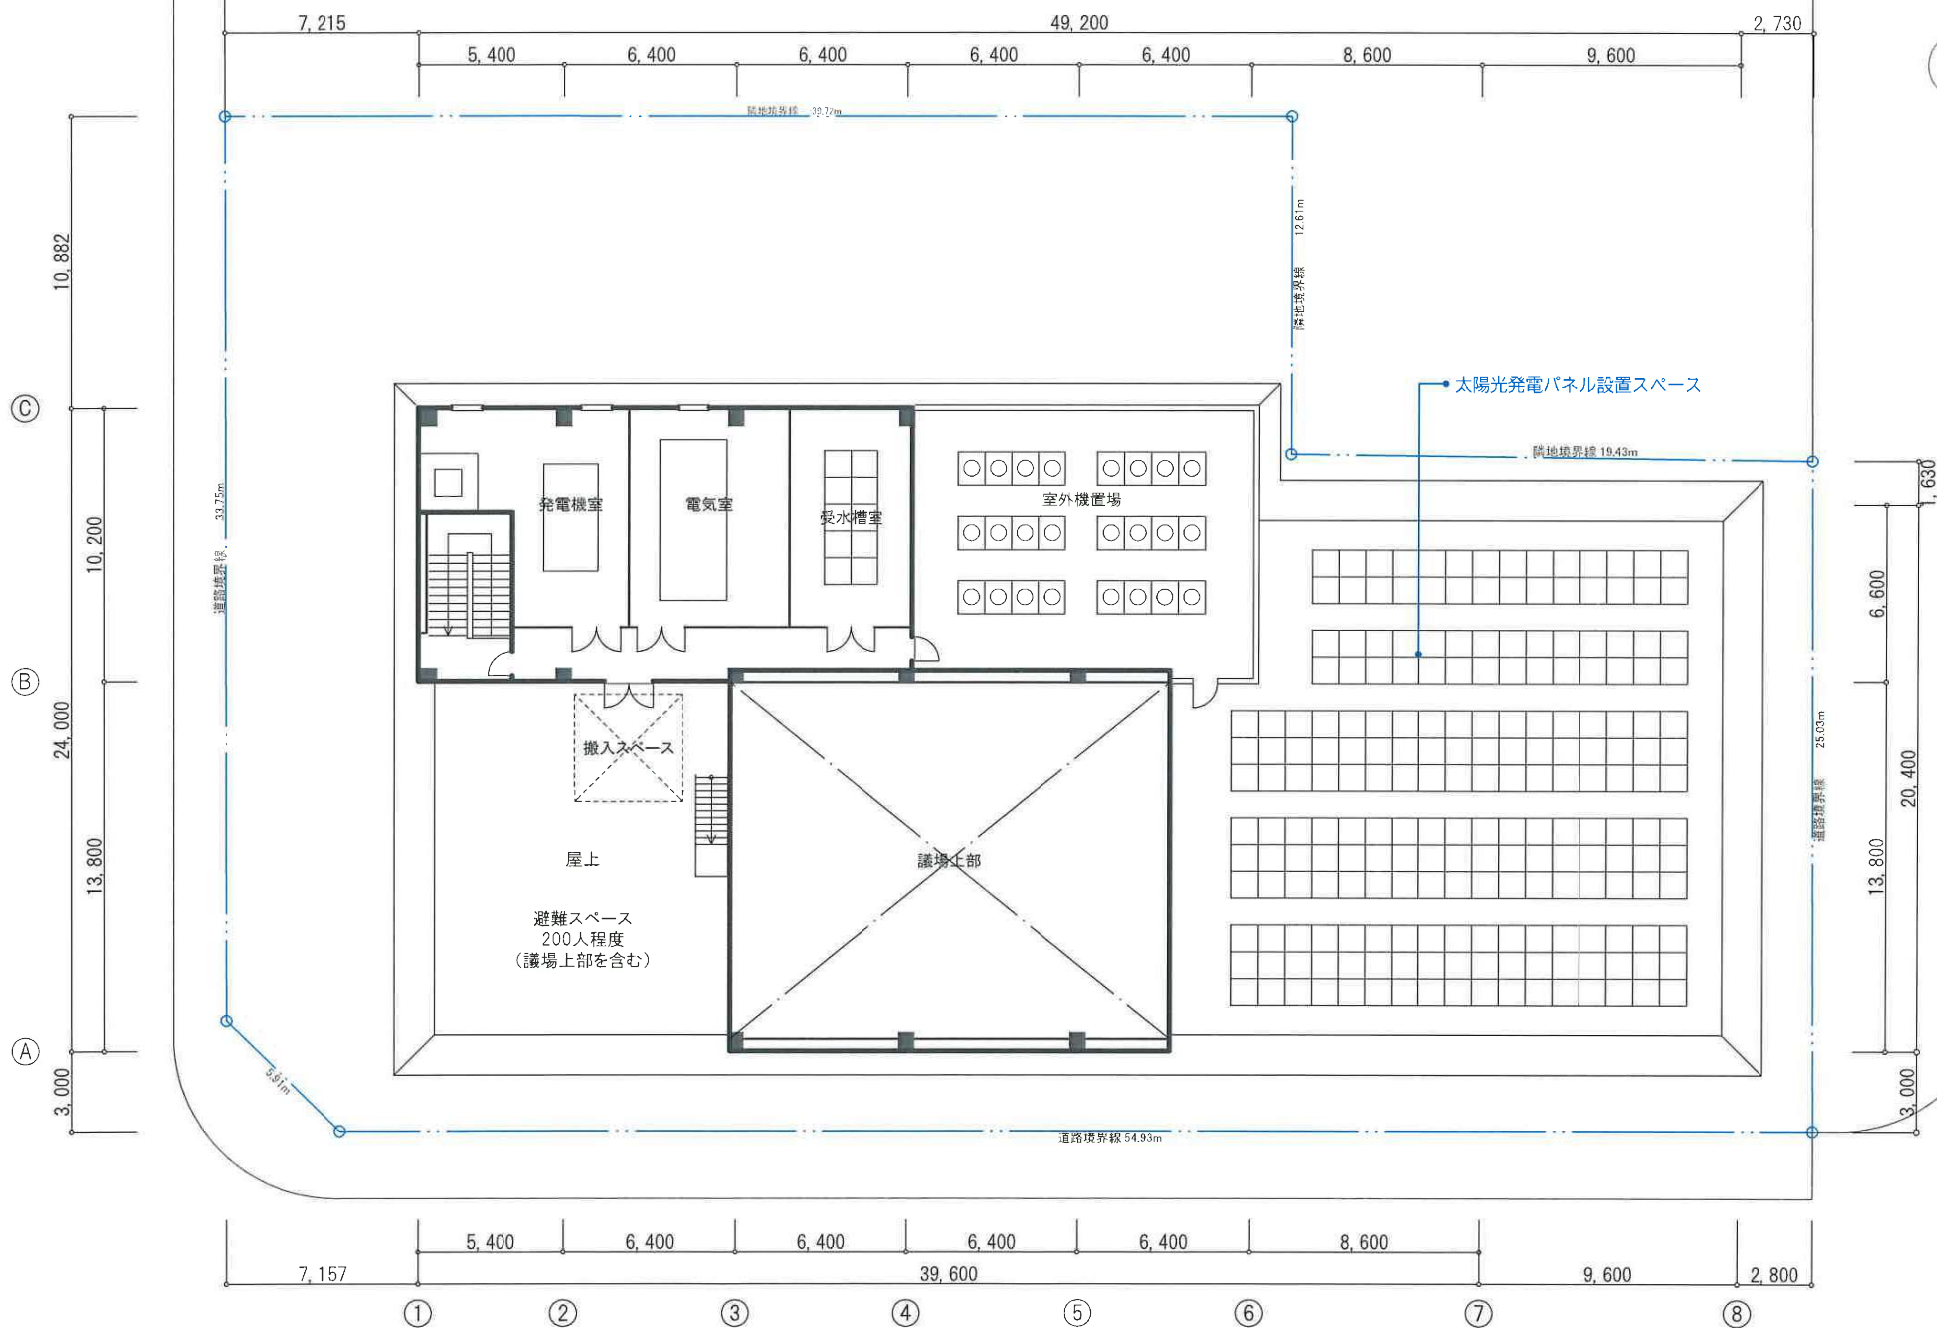 7,215
49,200
2,730
5,400
6,400
6,400
6,400
6,400
8,600
9,600
隣地境界線 39.72m
10,882
12.61m
隣地境界線
太陽光発電パネル設置スペース
隣地境界線 19.43m
1,630
33.75m
道路境界線
C
B
A
10,200
24,000
13,800
3,000
発電機室
電気室
受水槽室
室外機置場
搬入スペース
屋上
議場上部
避難スペース
200人程度
（議場上部を含む）
6,600
25.03m
道路境界線
20,400
13,800
3,000
5.91m
道路境界線 54.93m
5,400
6,400
6,400
6,400
6,400
8,600
7,157
39,600
9,600
2,800
1
2
3
4
5
6
7
8